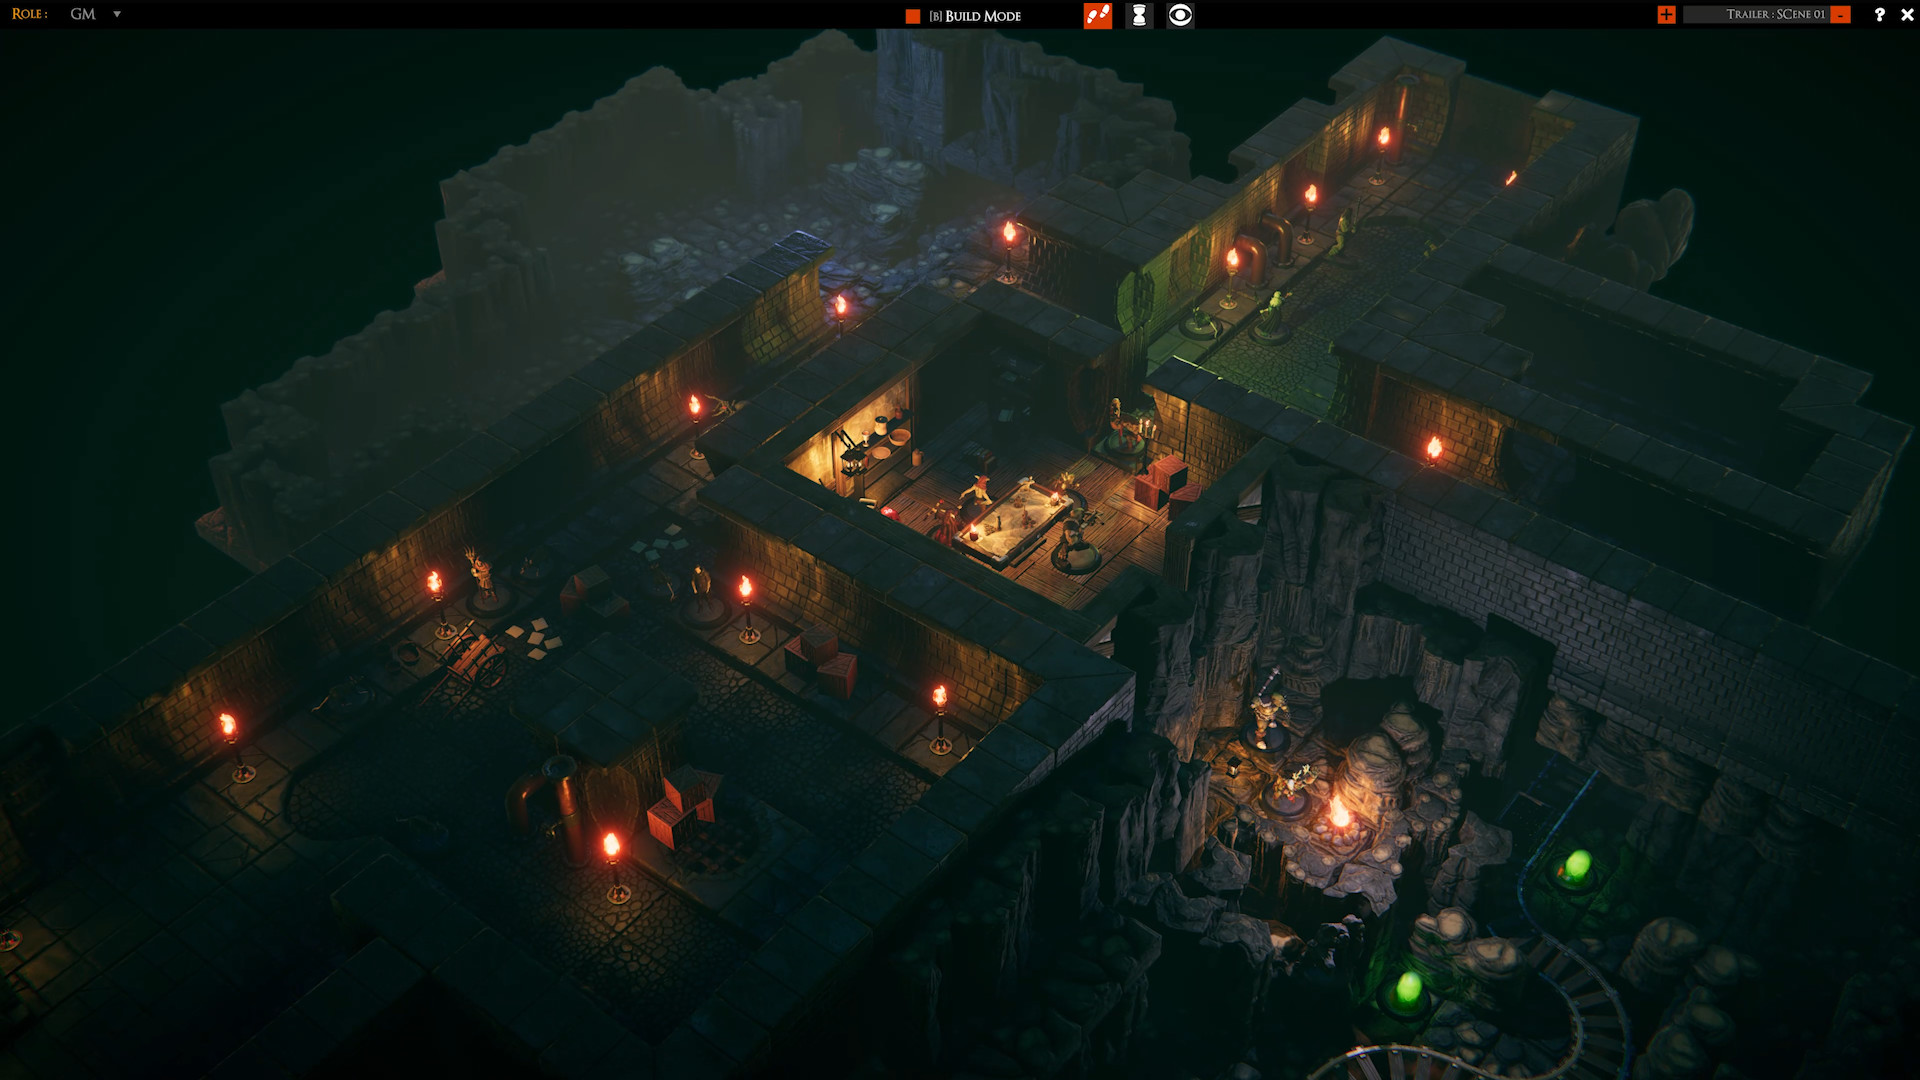 Role: GM
[B] Build Mode
+ Trailer : SCene 01 - ? X